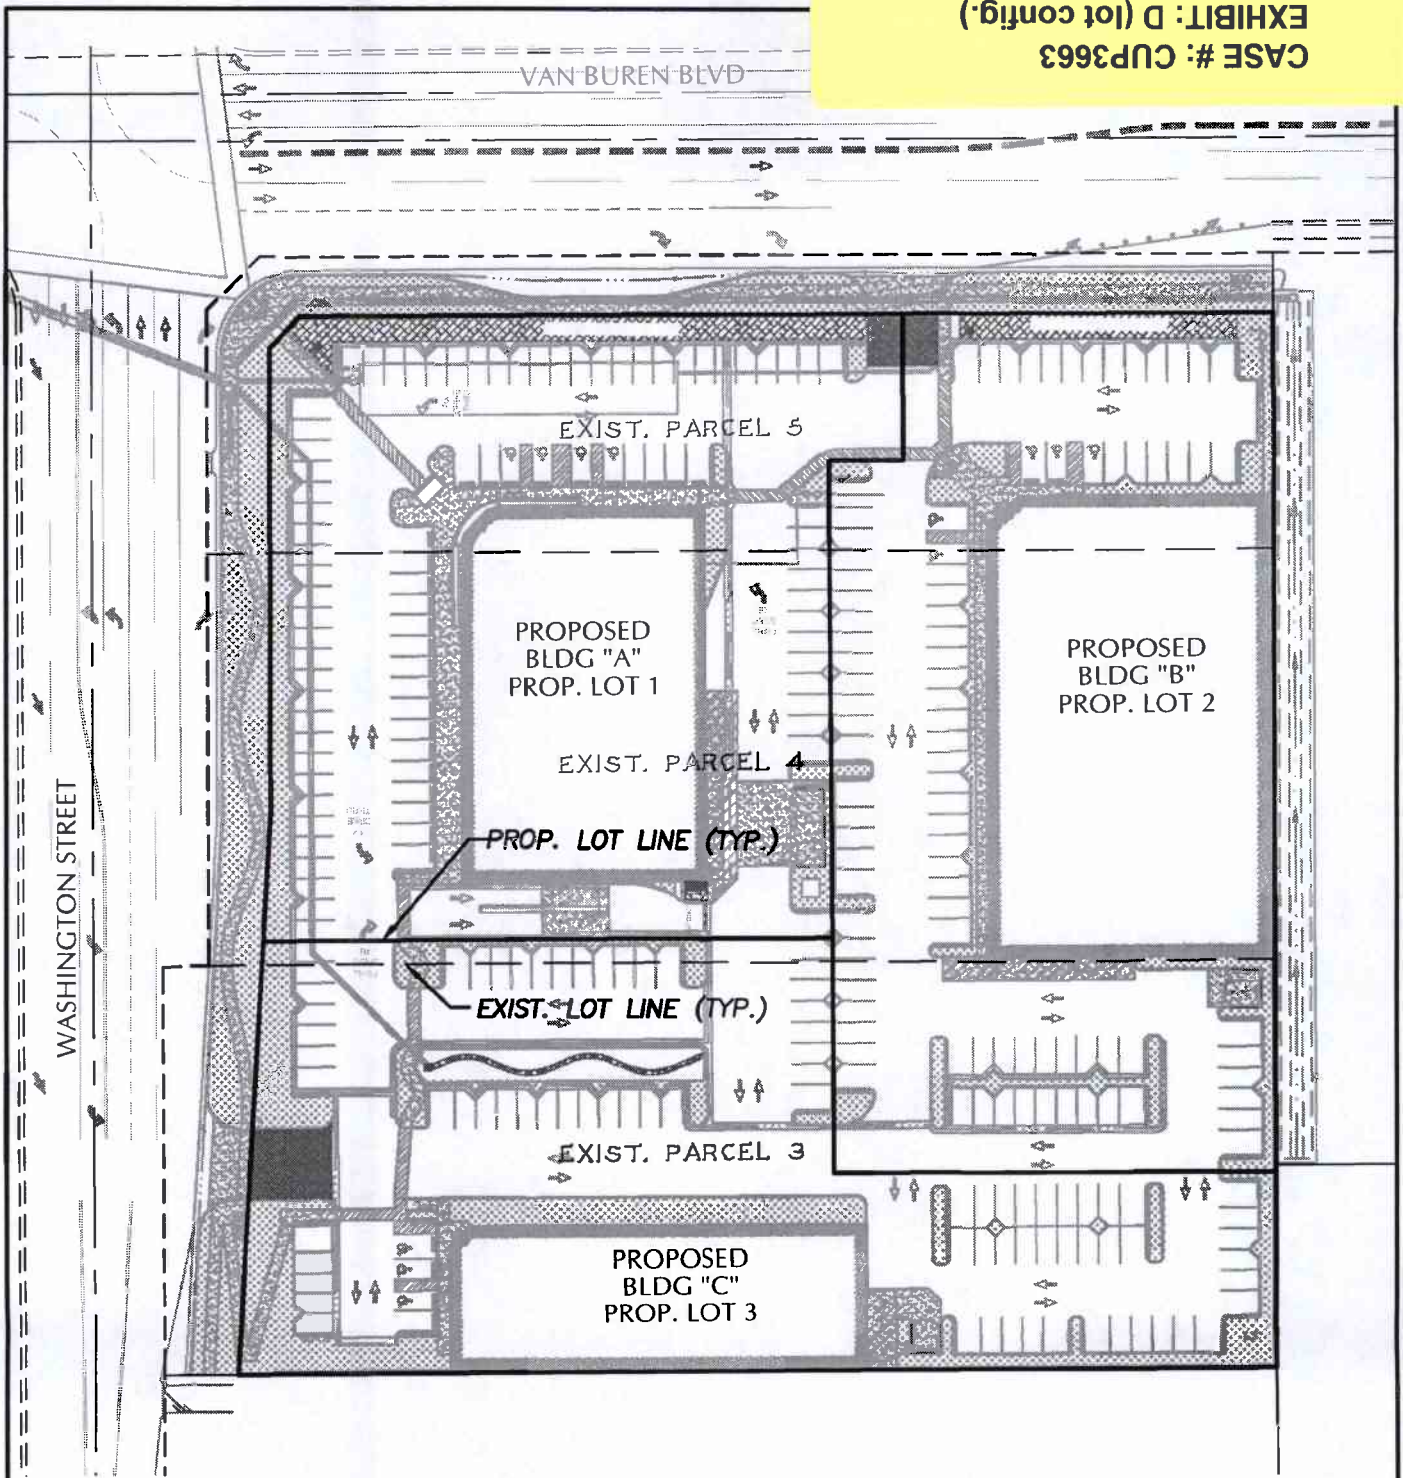 CASE #: CUP3663
EXHIBIT: D (lot config.)
VAN BUREN BLVD
EXIST. PARCEL 5
PROPOSED
BLDG "A"
PROP. LOT 1
PROPOSED
BLDG "B"
PROP. LOT 2
EXIST. PARCEL 4
PROP. LOT LINE (TYP.)
WASHINGTON STREET
EXIST. LOT LINE (TYP.)
EXIST. PARCEL 3
PROPOSED
BLDG "C"
PROP. LOT 3